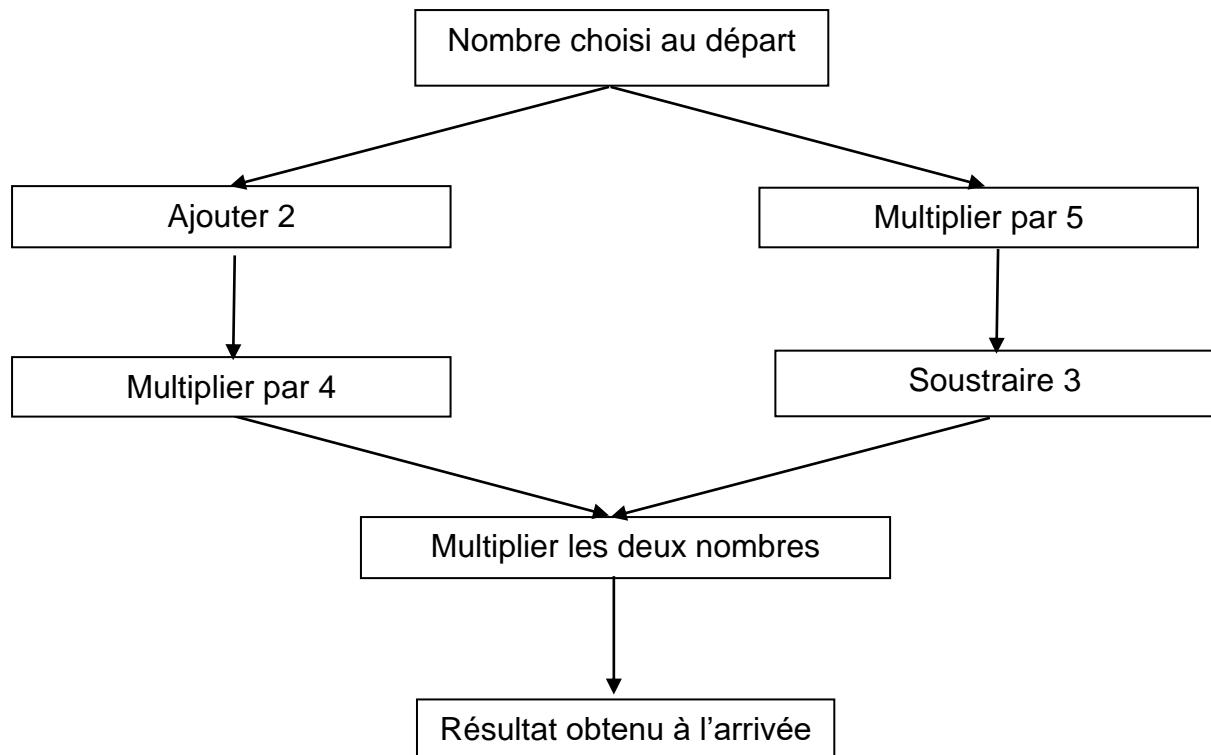 Nombre choisi au départ
Ajouter 2
Multiplier par 5
Multiplier par 4
Soustraire 3
Multiplier les deux nombres
Résultat obtenu à l’arrivée